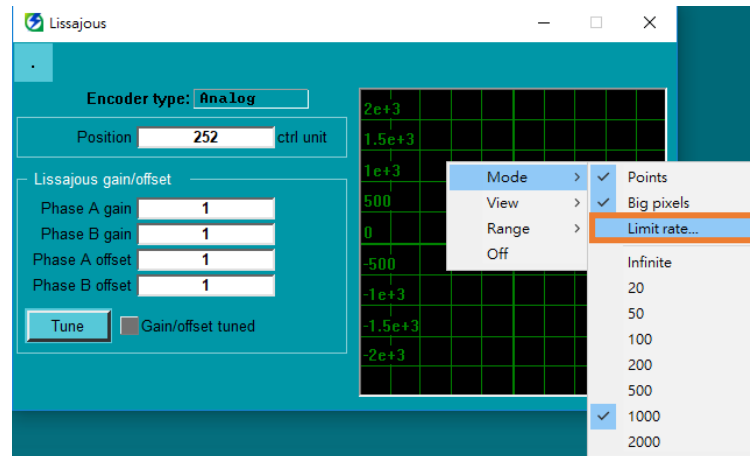 Lissajous
.
Encoder type: Analog
Position 252 ctrl unit
Lissajous gain/offset
Phase A gain 1
Phase B gain 1
Phase A offset 1
Phase B offset 1
Tune Gain/offset tuned
2e+3
1.5e+3
1e+3
500
0
-500
-1e+3
-1.5e+3
-2e+3
Mode
View
Range
Off
Points
Big pixels
Limit rate...
Infinite
20
50
100
200
500
1000
2000